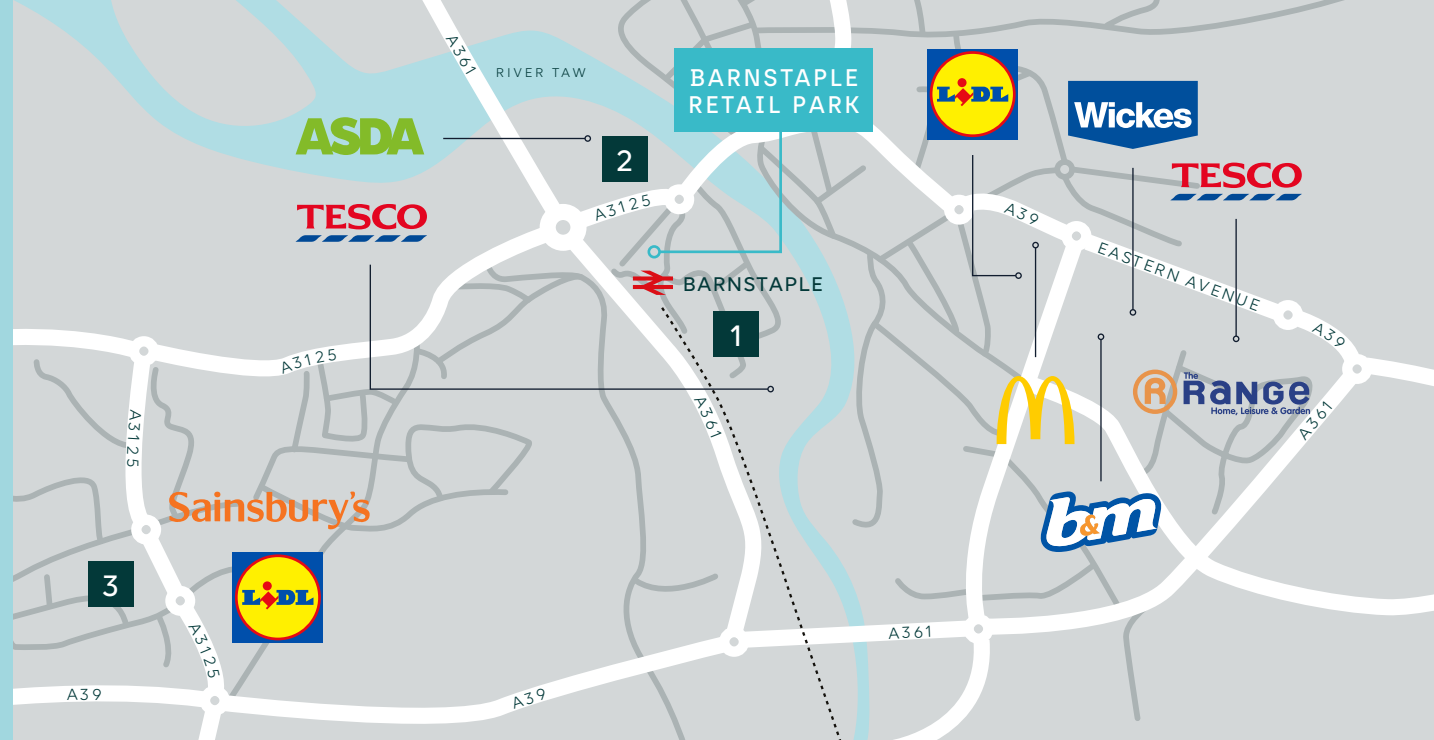 A361
RIVER TAW
BARNSTAPLE
RETAIL PARK
LIDL
Wickes
ASDA
2
TESCO
TESCO
A3125
A39
EASTERN AVENUE
BARNSTAPLE
1
A39
A3125
The
RANGE
Home, Leisure & Garden
A361
A361
A3125
Sainsbury's
b&m
3
LIDL
A3125
A361
A39
A39